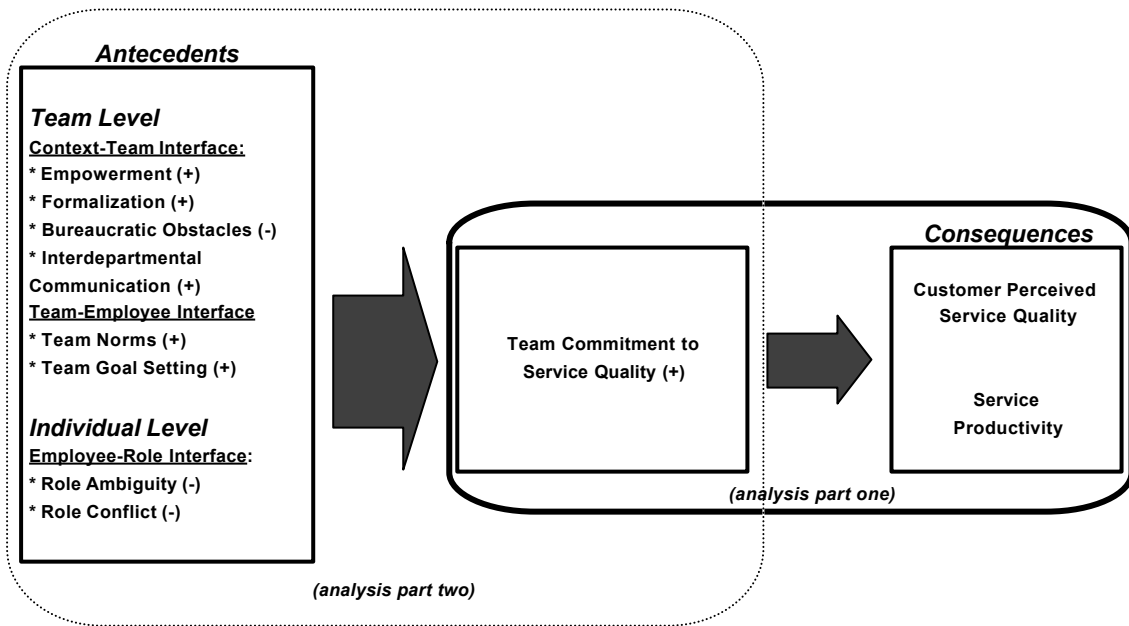 Antecedents
Team Level
Context-Team Interface:
* Empowerment (+)
* Formalization (+)
* Bureaucratic Obstacles (-)
* Interdepartmental
Communication (+)
Team-Employee Interface
* Team Norms (+)
* Team Goal Setting (+)
Individual Level
Employee-Role Interface:
* Role Ambiguity (-)
* Role Conflict (-)
(analysis part two)
Team Commitment to
Service Quality (+)
Consequences
Customer Perceived
Service Quality
Service
Productivity
(analysis part one)